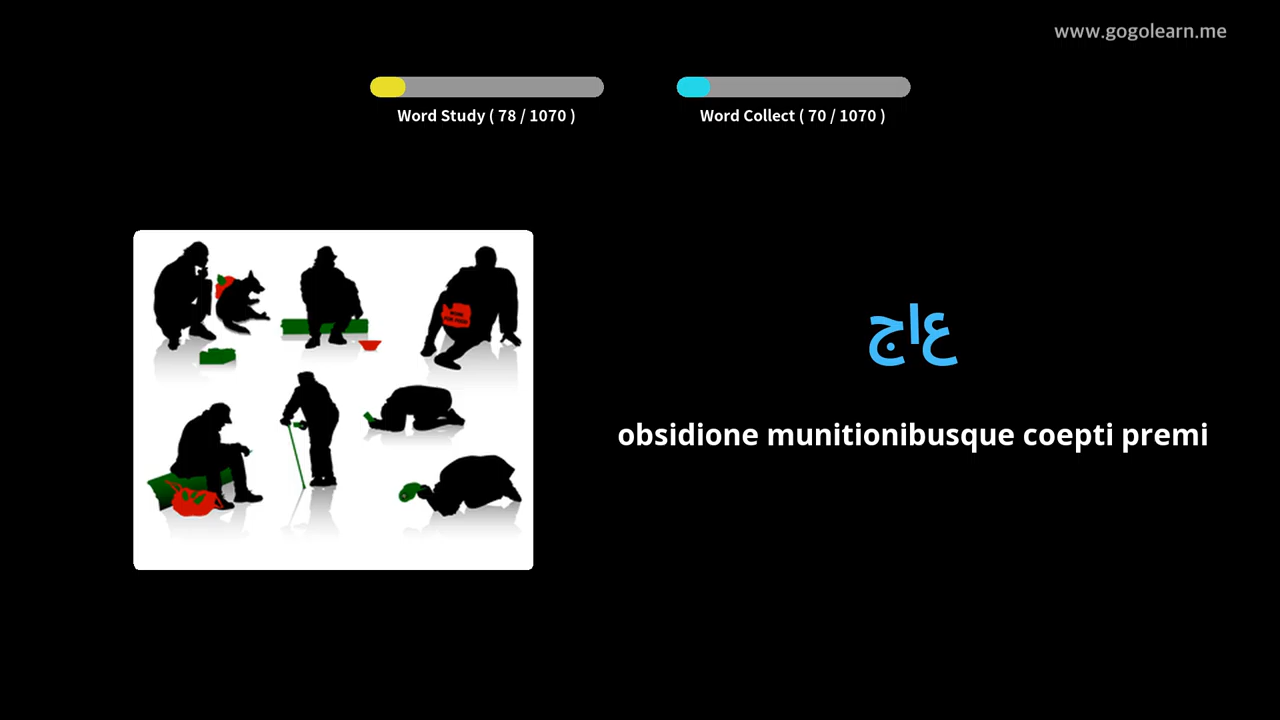 www.gogolearn.me
Word Study ( 78 / 1070 )
Word Collect ( 70 / 1070 )
عاج
obsidione munitionibusque coepti premi